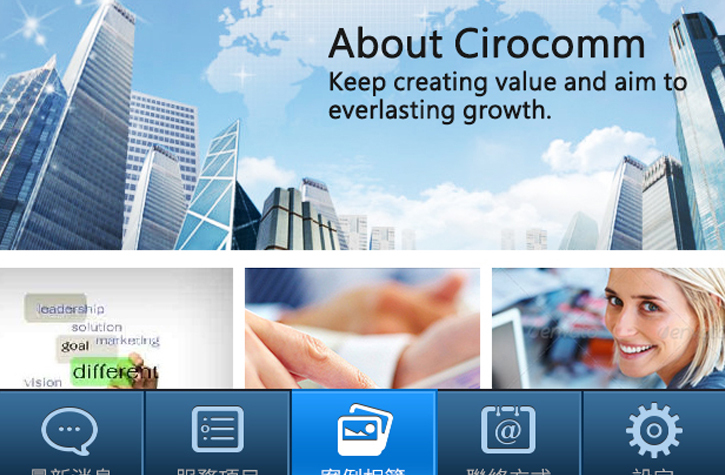 About Cirocomm
Keep creating value and aim to
everlasting growth.
leadership
solution
marketing
goal
different
vision
最新消息
服務項目
案例相簿
聯絡方式
設定